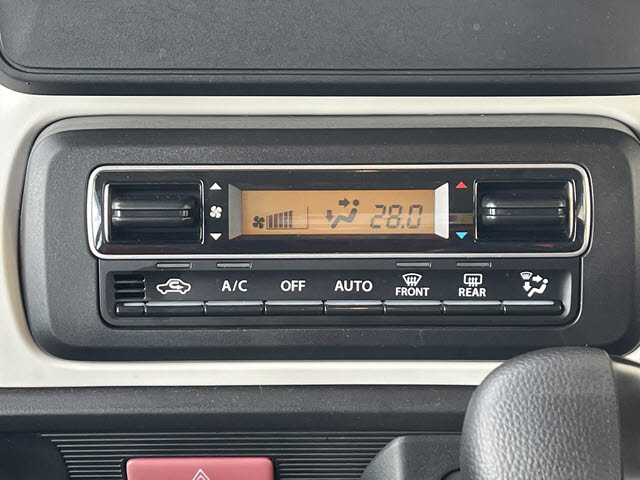 28.0
A/C OFF AUTO FRONT REAR